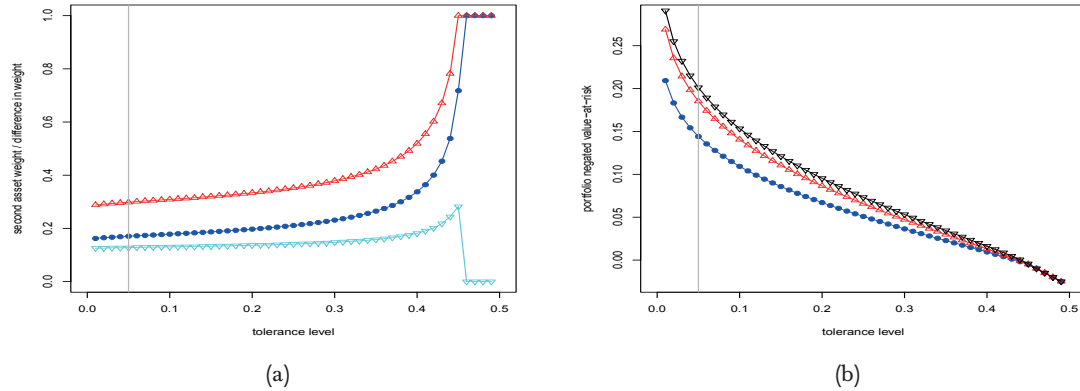 second asset weight / difference in weight
1.0
0.8
0.6
0.4
0.2
0.0
0.0 0.1 0.2 0.3 0.4 0.5
tolerance level
(a)
portfolio negated value-at-risk
0.25
0.20
0.15
0.10
0.05
0.00
0.0 0.1 0.2 0.3 0.4 0.5
tolerance level
(b)